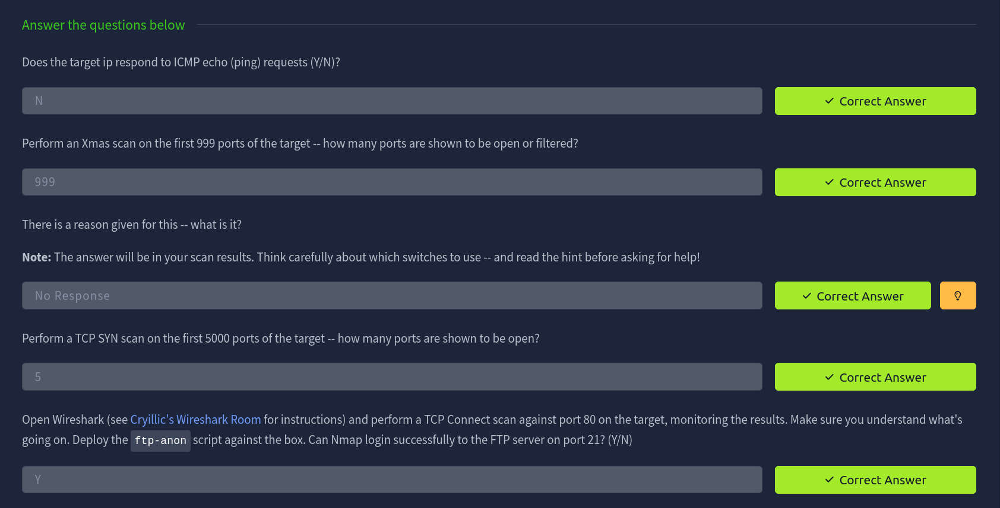 Answer the questions below
Does the target ip respond to ICMP echo (ping) requests (Y/N)?
N
Correct Answer
Perform an Xmas scan on the first 999 ports of the target -- how many ports are shown to be open or filtered?
999
Correct Answer
There is a reason given for this -- what is it?
Note: The answer will be in your scan results. Think carefully about which switches to use -- and read the hint before asking for help!
No Response
Correct Answer
Perform a TCP SYN scan on the first 5000 ports of the target -- how many ports are shown to be open?
5
Correct Answer
Open Wireshark (see Cryillic's Wireshark Room for instructions) and perform a TCP Connect scan against port 80 on the target, monitoring the results. Make sure you understand what's
going on. Deploy the ftp-anon script against the box. Can Nmap login successfully to the FTP server on port 21? (Y/N)
Y
Correct Answer